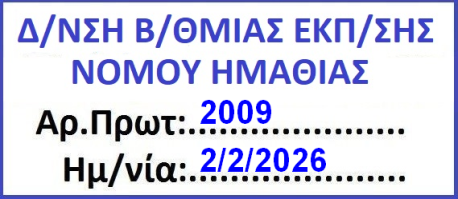 Δ/ΝΣΗ Β/ΘΜΙΑΣ ΕΚΠ/ΣΗΣ
ΝΟΜΟΥ ΗΜΑΘΙΑΣ
Αρ.Πρωτ:.2009......................
Ημ/νία:.2/2/2026......................